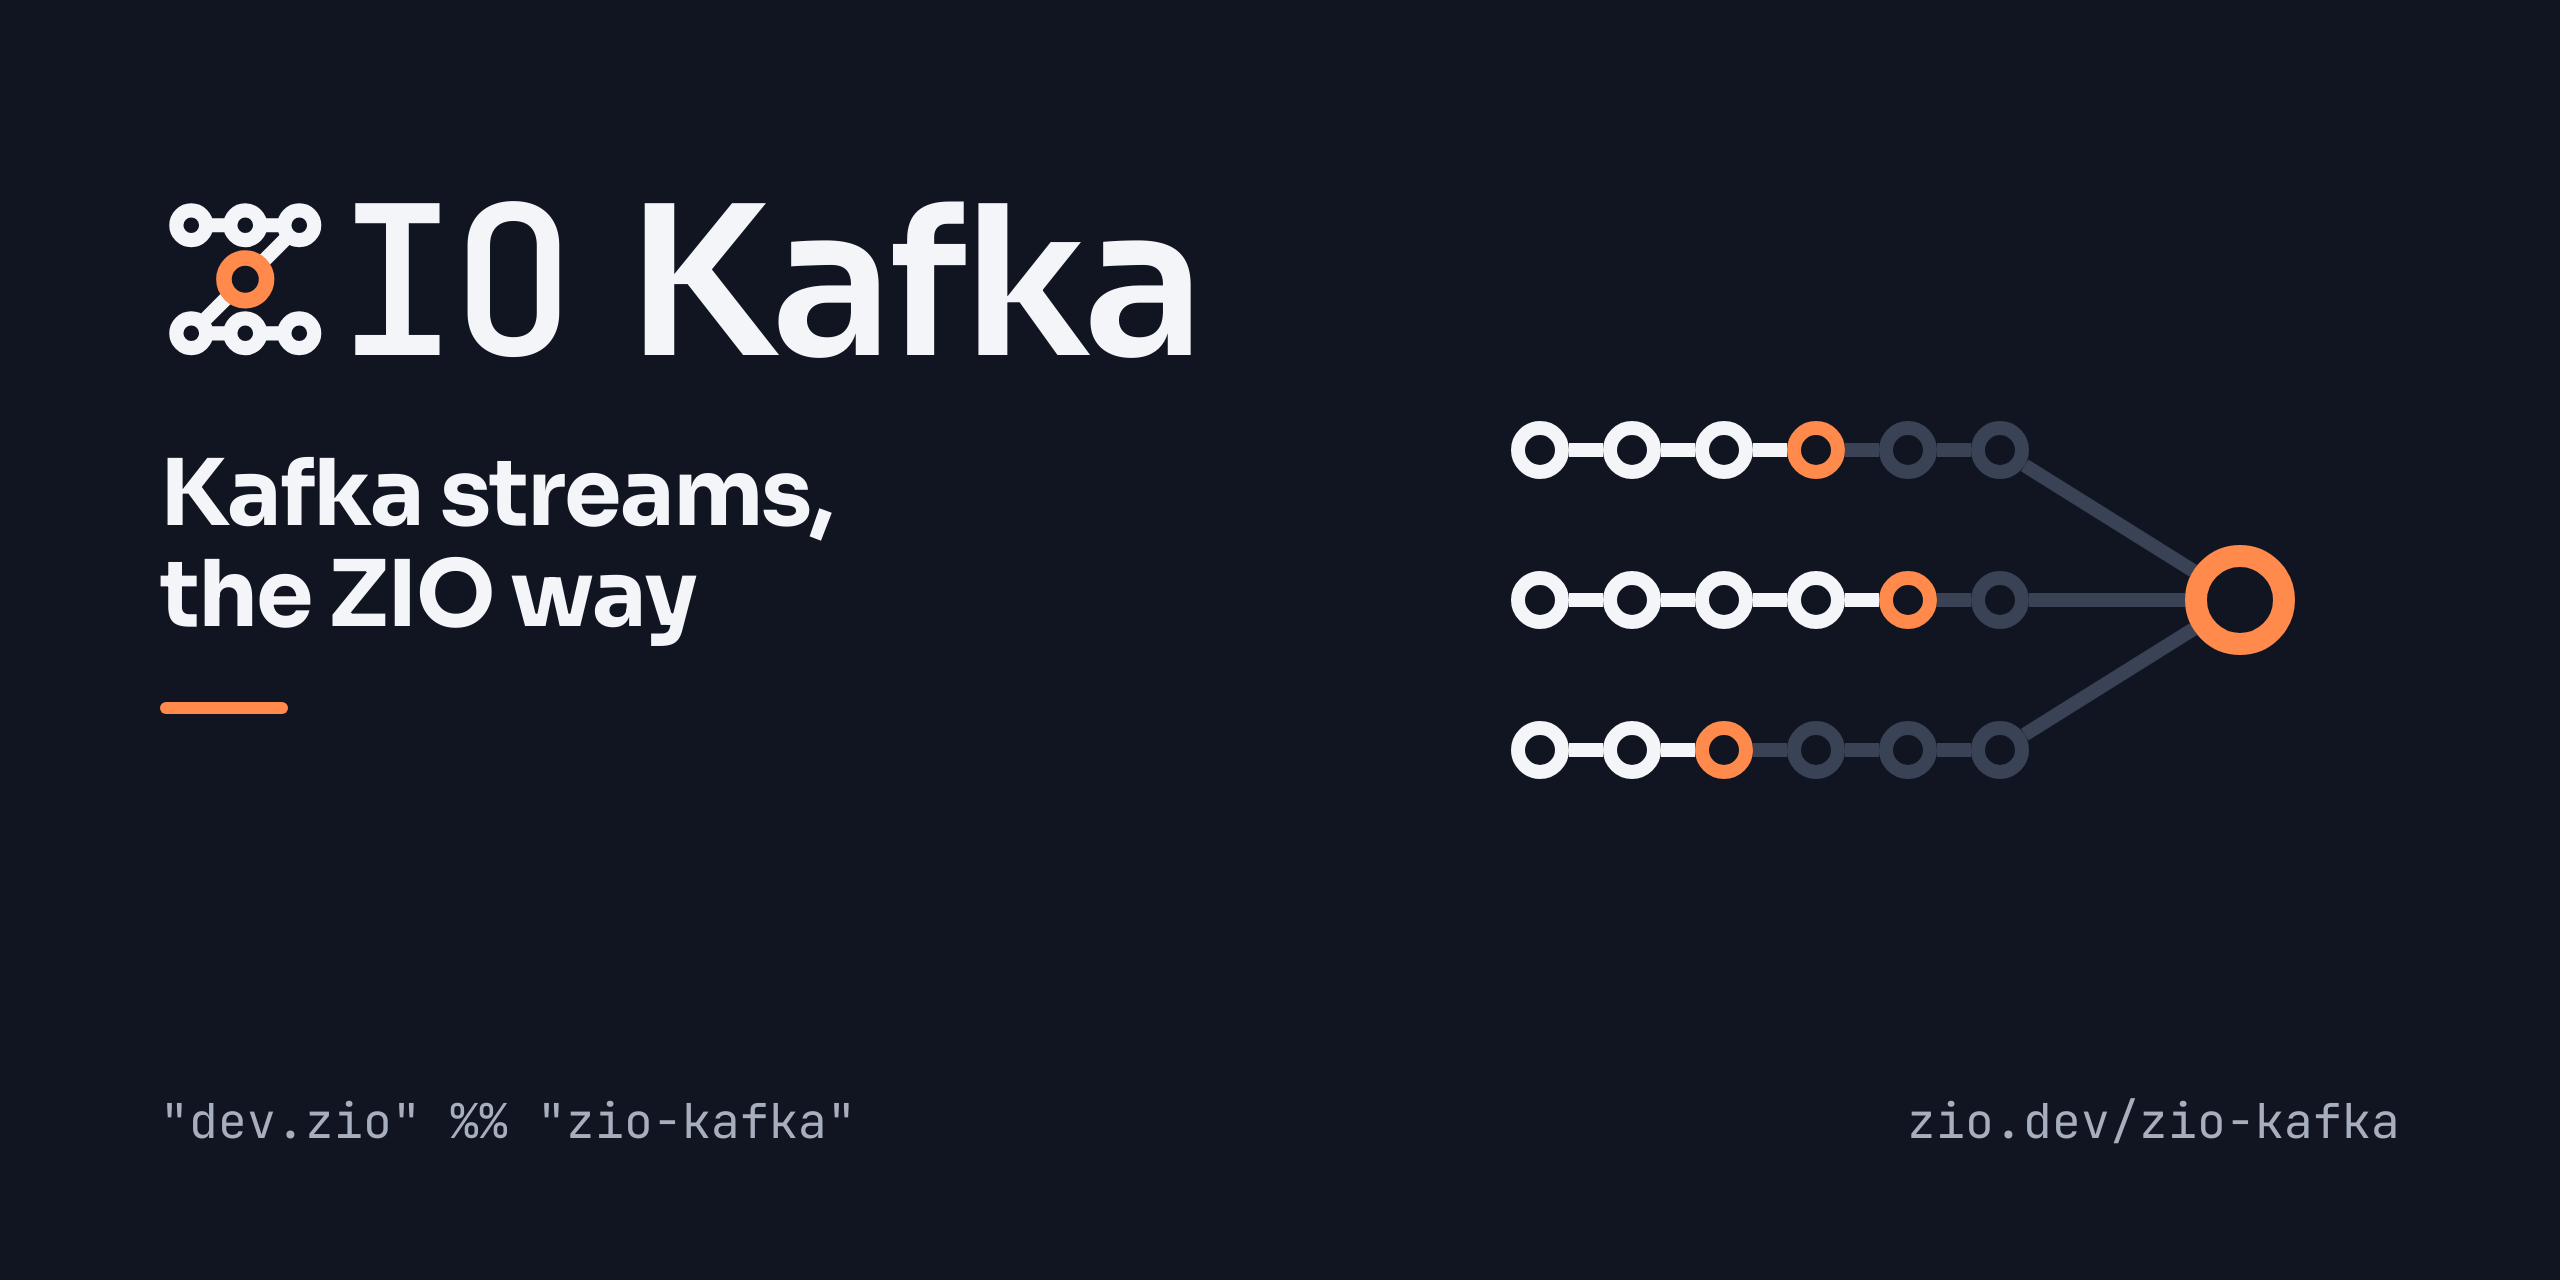 ZIO Kafka
Kafka streams,
the ZIO way
"dev.zio" %% "zio-kafka"
zio.dev/zio-kafka